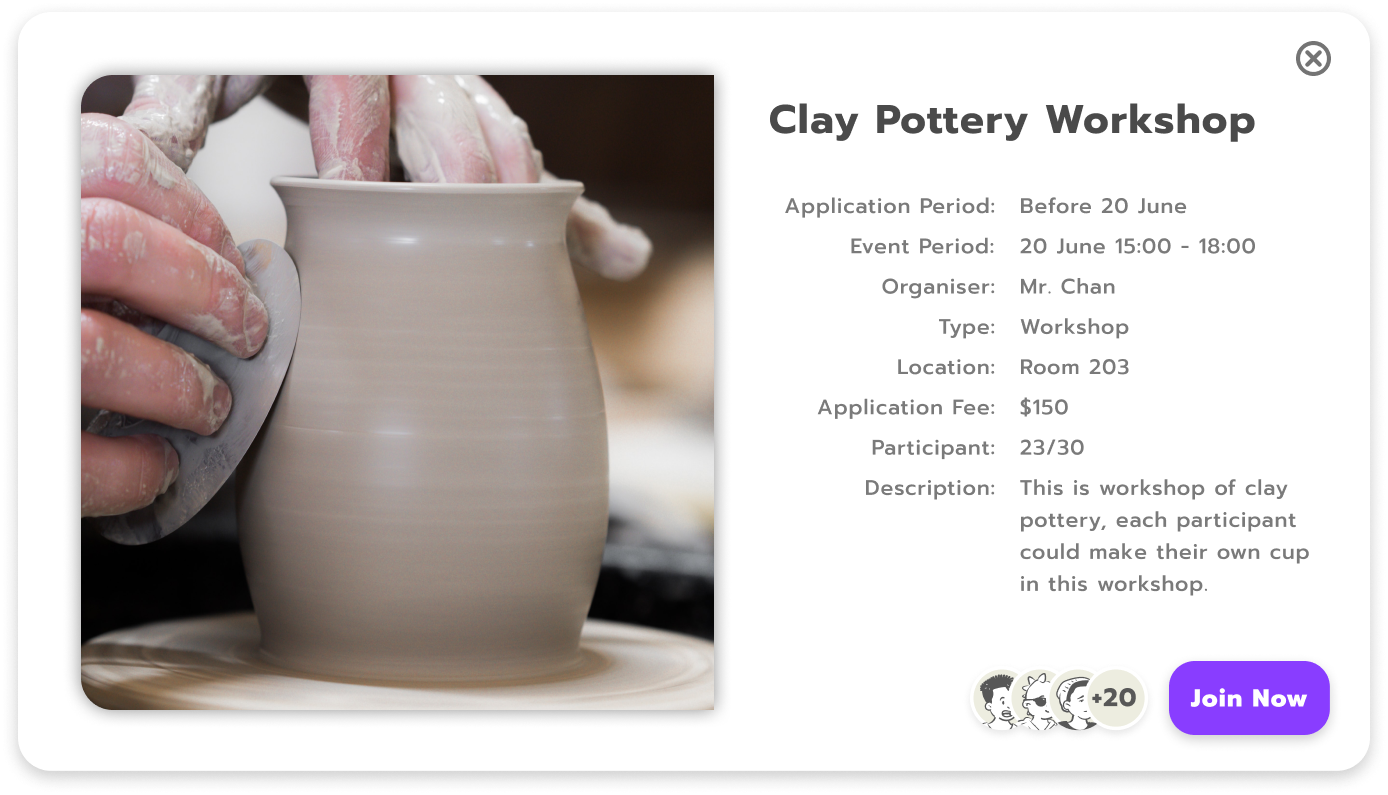 Clay Pottery Workshop
Application Period: Before 20 June
Event Period: 20 June 15:00 - 18:00
Organiser: Mr. Chan
Type: Workshop
Location: Room 203
Application Fee: $150
Participant: 23/30
Description: This is workshop of clay
pottery, each participant
could make their own cup
in this workshop.
+20
Join Now